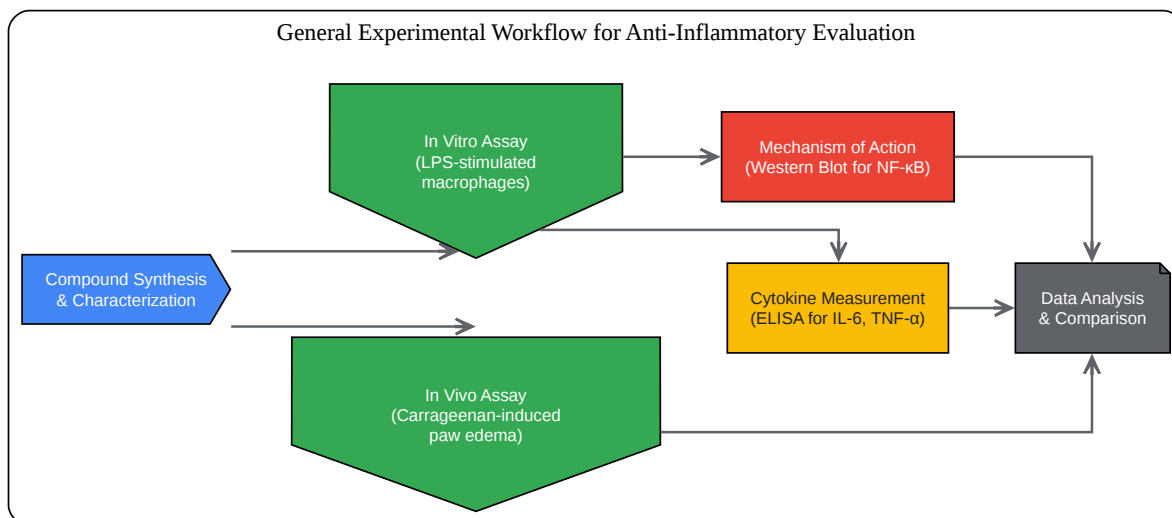 General Experimental Workflow for Anti-Inflammatory Evaluation
In Vitro Assay
(LPS-stimulated
macrophages)
Mechanism of Action
(Western Blot for NF-κB)
Compound Synthesis
& Characterization
Cytokine Measurement
(ELISA for IL-6, TNF-α)
Data Analysis
& Comparison
In Vivo Assay
(Carrageenan-induced
paw edema)